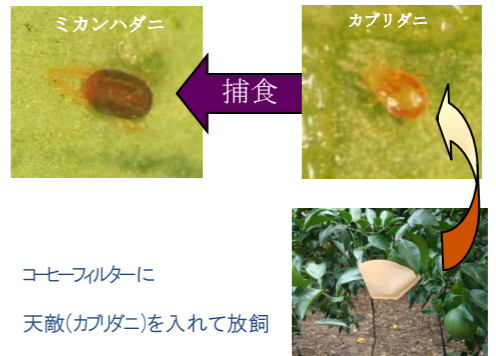 ミカンハダニ
カブリダニ
捕食
コーヒーフィルターに
天敵(カブリダニ)を入れて放飼